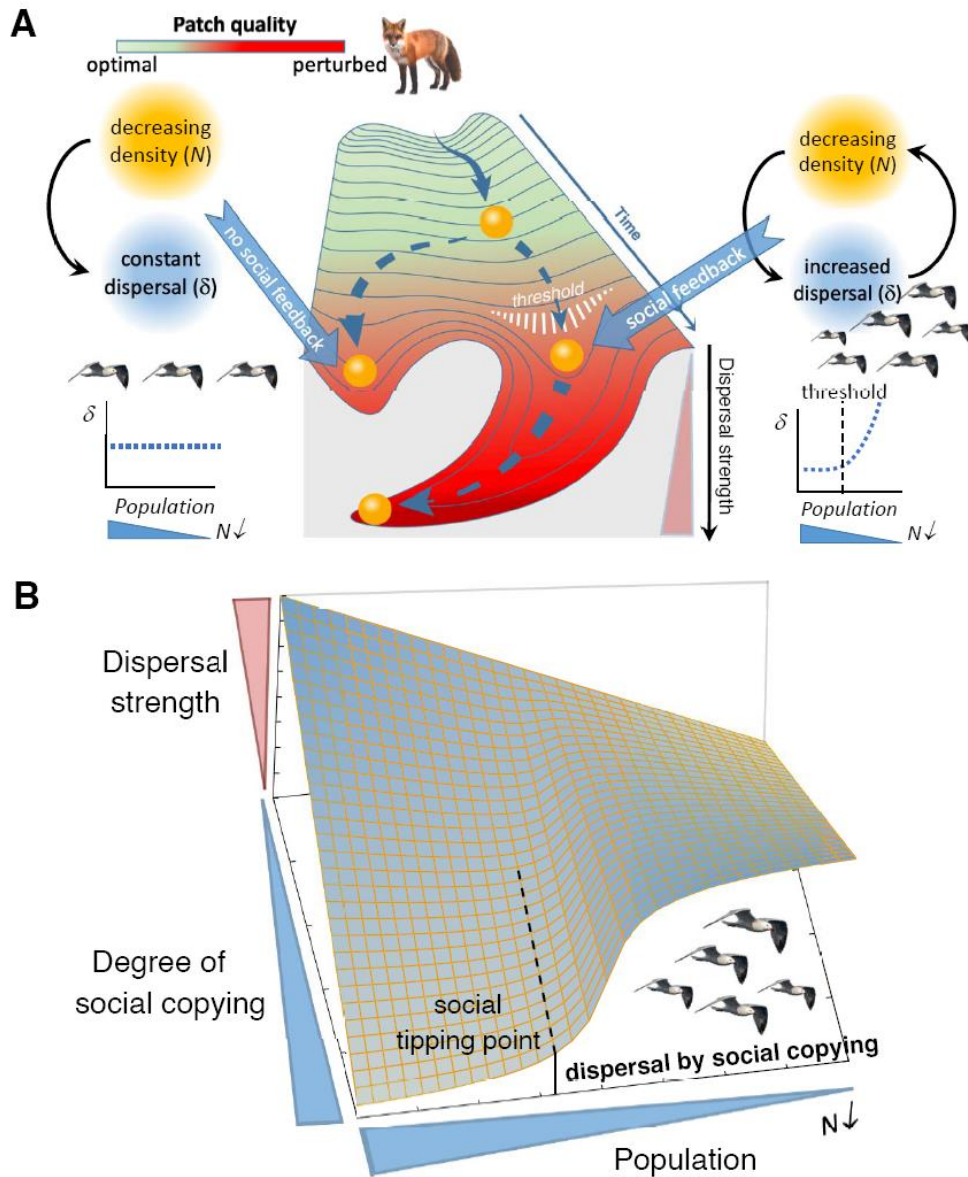 A
Patch quality
optimal
perturbed
decreasing
density (N)
constant
dispersal (δ)
no social feedback
δ
Population
N↓
Time
threshold
social feedback
Dispersal strength
decreasing
density (N)
increased
dispersal (δ)
threshold
δ
Population
N↓
B
Dispersal
strength
Degree of
social copying
social
tipping point
dispersal by social copying
N↓
Population